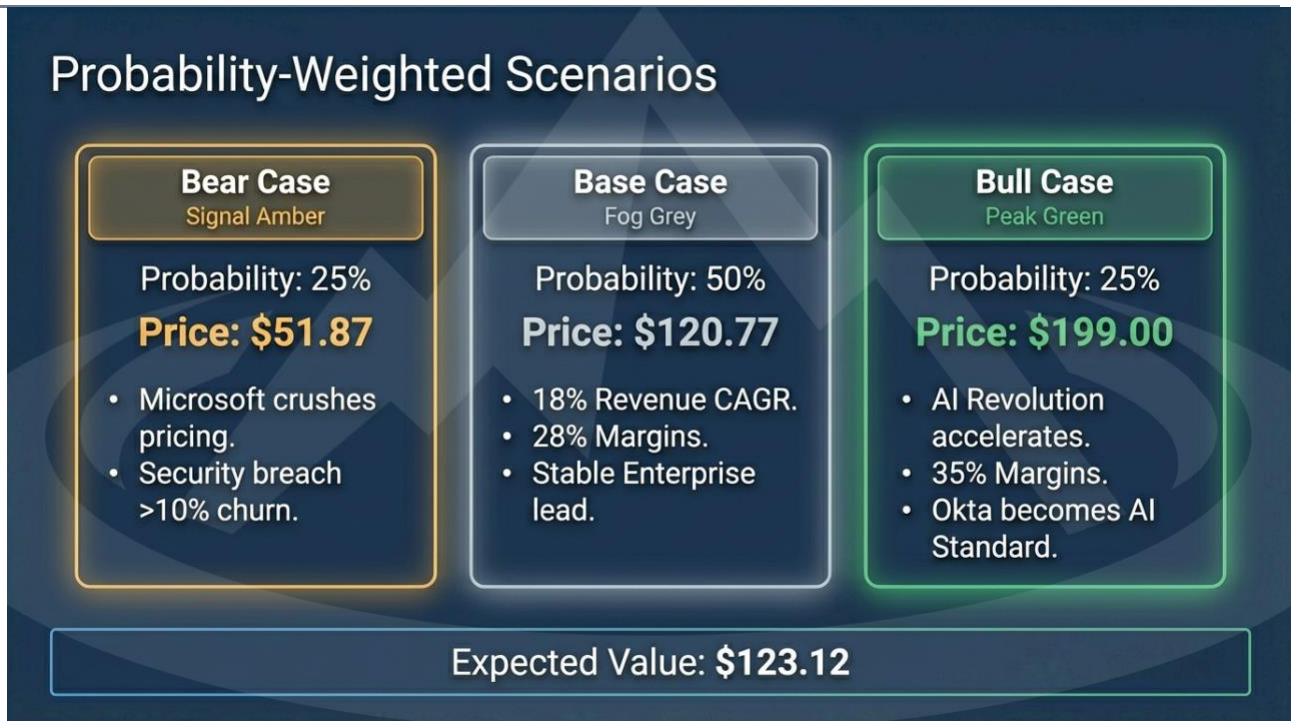 Probability-Weighted Scenarios
Bear Case
Signal Amber
Probability: 25%
Price: $51.87
• Microsoft crushes
pricing.
• Security breach
>10% churn.
Base Case
Fog Grey
Probability: 50%
Price: $120.77
• 18% Revenue CAGR.
• 28% Margins.
• Stable Enterprise
lead.
Bull Case
Peak Green
Probability: 25%
Price: $199.00
• AI Revolution
accelerates.
• 35% Margins.
• Okta becomes AI
Standard.
Expected Value: $123.12